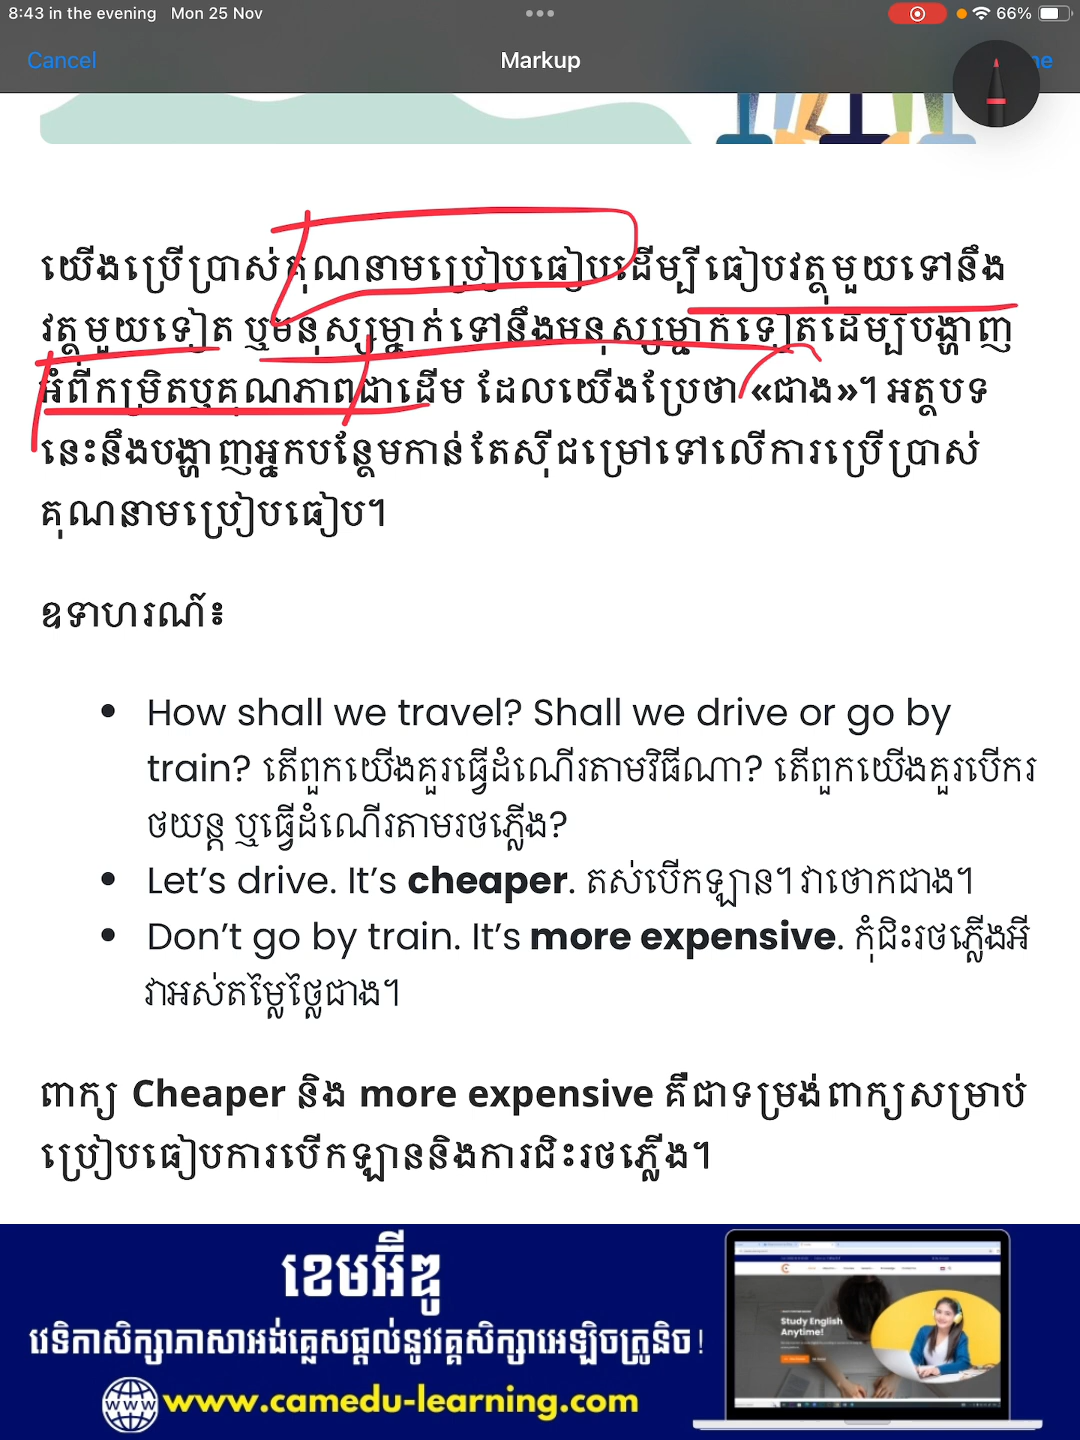 8:43 in the evening Mon 25 Nov
66%
Cancel
Markup
ne
យើងប្រើប្រាស់គុណនាមប្រៀបធៀបដើម្បីធៀបវត្ថុមួយទៅនឹង
វត្ថុមួយទៀត ឬមនុស្សម្នាក់ទៅនឹងមនុស្សម្នាក់ទៀតដើម្បីបង្ហាញ
អំពីកម្រិតឬគុណភាពជាដើម ដែលយើងប្រែថា «ជាង»។ អត្ថបទ
នេះនឹងបង្ហាញអ្នកបន្ថែមកាន់តែស៊ីជម្រៅទៅលើការប្រើប្រាស់
គុណនាមប្រៀបធៀប។
ឧទាហរណ៍៖
• How shall we travel? Shall we drive or go by
train? តើពួកយើងគួរធ្វើដំណើរតាមវិធីណា? តើពួកយើងគួរបើករ
ថយន្ត ឬធ្វើដំណើរតាមរថភ្លើង?
• Let’s drive. It’s cheaper. តស់បើកឡាន។ វាថោកជាង។
• Don’t go by train. It’s more expensive. កុំជិះរថភ្លើងអី
វាអស់តម្លៃថ្លៃជាង។
ពាក្យ Cheaper និង more expensive គឺជាទម្រង់ពាក្យសម្រាប់
ប្រៀបធៀបការបើកឡាននិងការជិះរថភ្លើង។
ខេមអ៊ីឌូ
វេទិកាសិក្សាភាសាអង់គ្លេសផ្តល់នូវវគ្គសិក្សាអេឡិចត្រូនិច!
www.camedu-learning.com
Study English
Anytime!